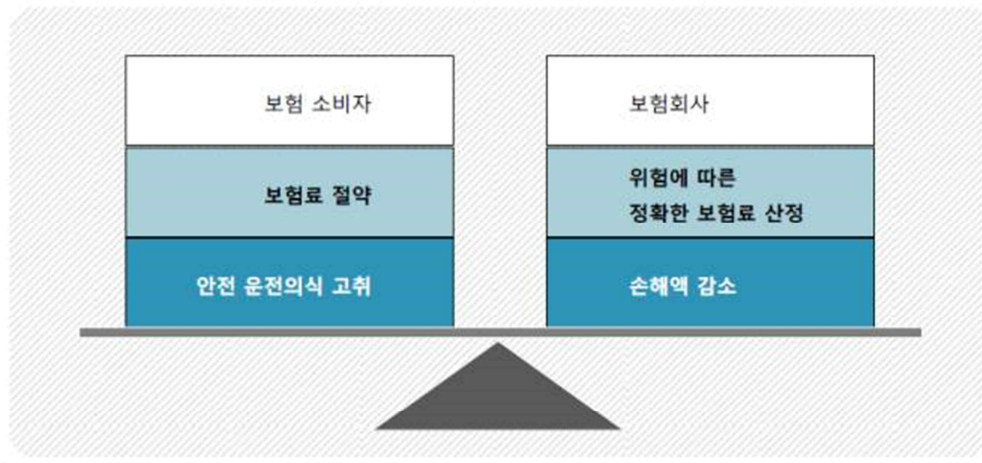 보험 소비자
보험료 절약
안전 운전의식 고취
보험회사
위험에 따른
정확한 보험료 산정
손해액 감소